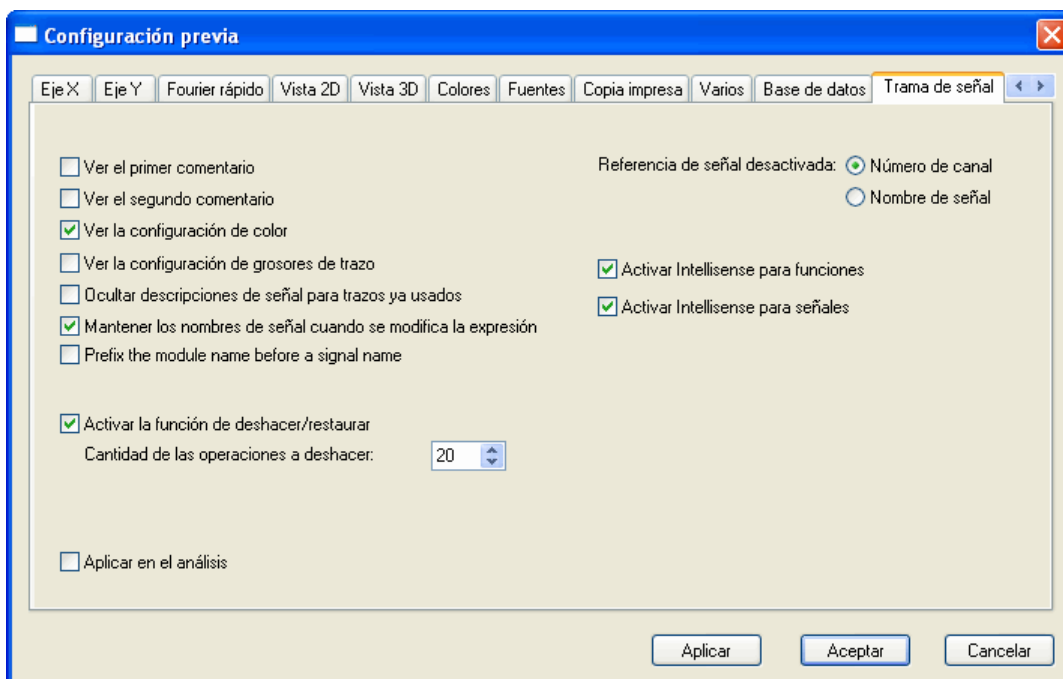 Configuración previa
Eje X Eje Y Fourier rápido Vista 2D Vista 3D Colores Fuentes Copia impresa Varios Base de datos Trama de señal
Ver el primer comentario
Ver el segundo comentario
Ver la configuración de color
Ver la configuración de grosores de trazo
Ocultar descripciones de señal para trazos ya usados
Mantener los nombres de señal cuando se modifica la expresión
Prefix the module name before a signal name
Activar la función de deshacer/restaurar
Cantidad de las operaciones a deshacer: 20
Aplicar en el análisis
Referencia de señal desactivada: Número de canal
Nombre de señal
Activar Intellisense para funciones
Activar Intellisense para señales
Aplicar Aceptar Cancelar